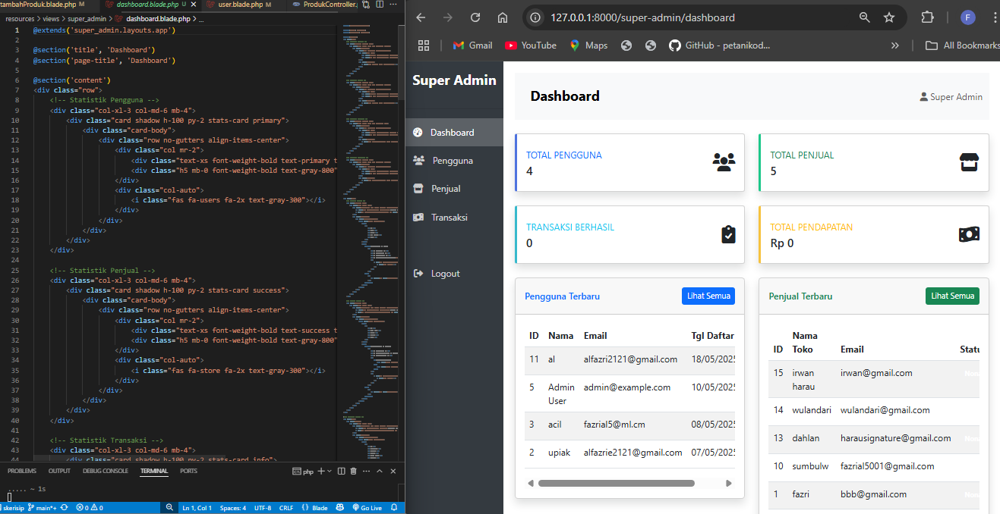 tambahProduk.blade.php M
dashboard.blade.php U
user.blade.php M
ProdukController.
resources > views > super_admin > dashboard.blade.php > ...
1 @extends('super_admin.layouts.app')
2
3 @section('title', 'Dashboard')
4 @section('page-title', 'Dashboard')
5
6 @section('content')
7 <div class="row">
8 <!-- Statistik Pengguna -->
9 <div class="col-xl-3 col-md-6 mb-4">
10 <div class="card shadow h-100 py-2 stats-card primary">
11 <div class="card-body">
12 <div class="row no-gutters align-items-center">
13 <div class="col mr-2">
14 <div class="text-xs font-weight-bold text-primary t
15 <div class="h5 mb-0 font-weight-bold text-gray-800"
16 </div>
17 <div class="col-auto">
18 <i class="fas fa-users fa-2x text-gray-300"></i>
19 </div>
20 </div>
21 </div>
22 </div>
23 </div>
24
25 <!-- Statistik Penjual -->
26 <div class="col-xl-3 col-md-6 mb-4">
27 <div class="card shadow h-100 py-2 stats-card success">
28 <div class="card-body">
29 <div class="row no-gutters align-items-center">
30 <div class="col mr-2">
31 <div class="text-xs font-weight-bold text-success t
32 <div class="h5 mb-0 font-weight-bold text-gray-800"
33 </div>
34 <div class="col-auto">
35 <i class="fas fa-store fa-2x text-gray-300"></i>
36 </div>
37 </div>
38 </div>
39 </div>
40 </div>
41
42 <!-- Statistik Transaksi -->
43 <div class="col-xl-3 col-md-6 mb-4">
44 <div class="card shadow h-100 py-2 stats-card info">
PROBLEMS OUTPUT DEBUG CONSOLE TERMINAL PORTS
php
..... ~ 1s
skerisip main*+ 0 0 Ln 1, Col 1 Spaces: 4 UTF-8 CRLF Blade Go Live
127.0.0.1:8000/super-admin/dashboard
F
Gmail YouTube Maps GitHub - petanikod... All Bookmarks
Super Admin
Dashboard
Pengguna
Penjual
Transaksi
Logout
Dashboard
Super Admin
TOTAL PENGGUNA
4
TOTAL PENJUAL
5
TRANSAKSI BERHASIL
0
TOTAL PENDAPATAN
Rp 0
Pengguna Terbaru Lihat Semua
ID Nama Email Tgl Daftar
11 al alfazri2121@gmail.com 18/05/2025
5 Admin User admin@example.com 10/05/2025
3 acil fazrial5@ml.cm 08/05/2025
2 upiak alfazrie2121@gmail.com 07/05/2025
Penjual Terbaru Lihat Semua
ID Nama Toko Email Statu
15 irwan harau irwan@gmail.com
14 wulandari wulandari@gmail.com
13 dahlan harausignature@gmail.com
10 sumbulw fazrial5001@gmail.com
1 fazri bbb@gmail.com